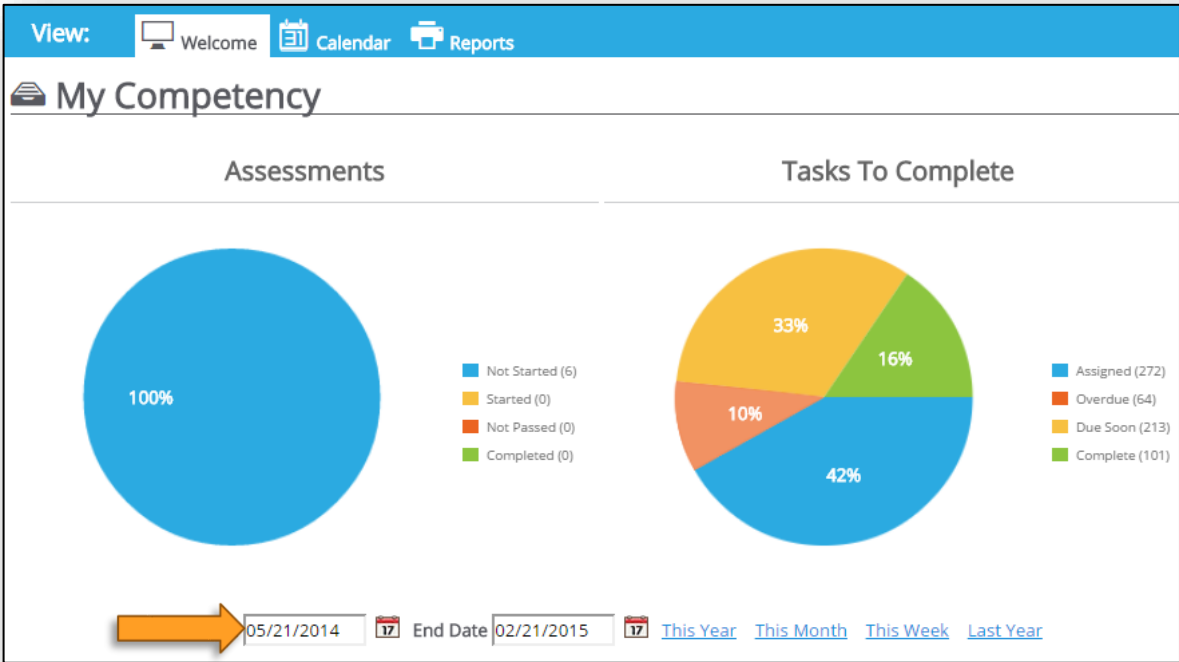 View: Welcome Calendar Reports
My Competency
Assessments
100%
Not Started (6)
Started (0)
Not Passed (0)
Completed (0)
Tasks To Complete
33%
16%
10%
42%
Assigned (272)
Overdue (64)
Due Soon (213)
Complete (101)
05/21/2014 17 End Date 02/21/2015 17 This Year This Month This Week Last Year